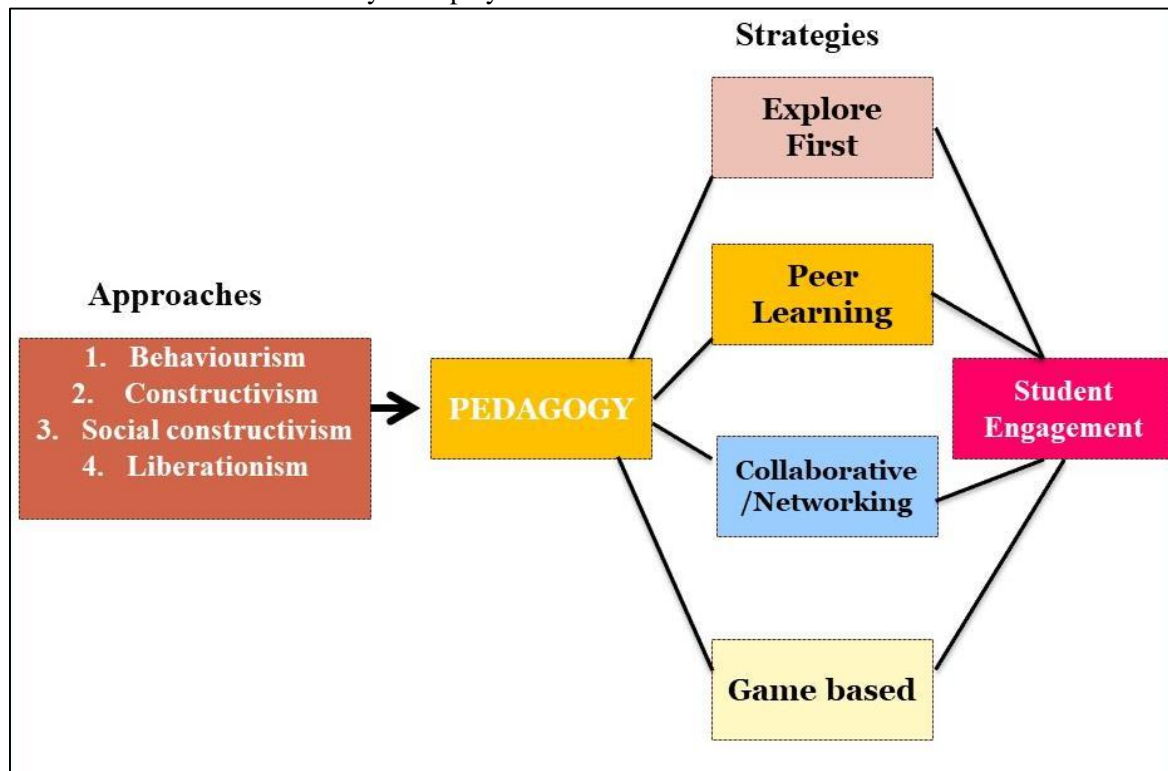 Strategies
Explore
First
Peer
Learning
Approaches
1. Behaviourism
2. Constructivism
3. Social constructivism
4. Liberationism
PEDAGOGY
Student
Engagement
Collaborative
/Networking
Game based